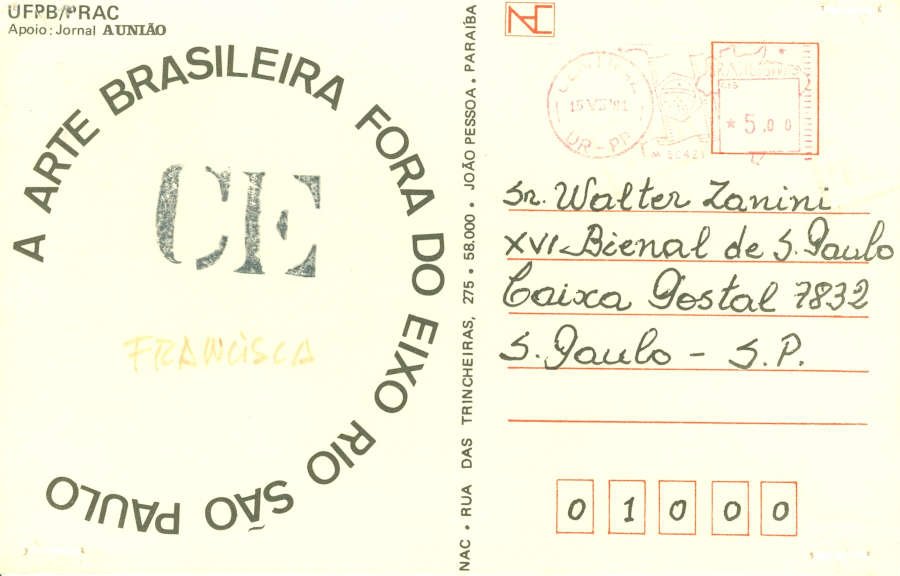 UFPB/PRAC
Apoio: Jornal A UNIÃO
A ARTE BRASILEIRA FORA DO EIXO RIO SÃO PAULO
CE
FRANCISCA
NAC • RUA DAS TRINCHEIRAS, 275 • 58.000 • JOÃO PESSOA • PARAÍBA
NAC
* 5,00
Sr. Walter Zanini
XVI Bienal de S. Paulo
Caixa Postal 7832
S. Paulo - S.P.
0 1 0 0 0